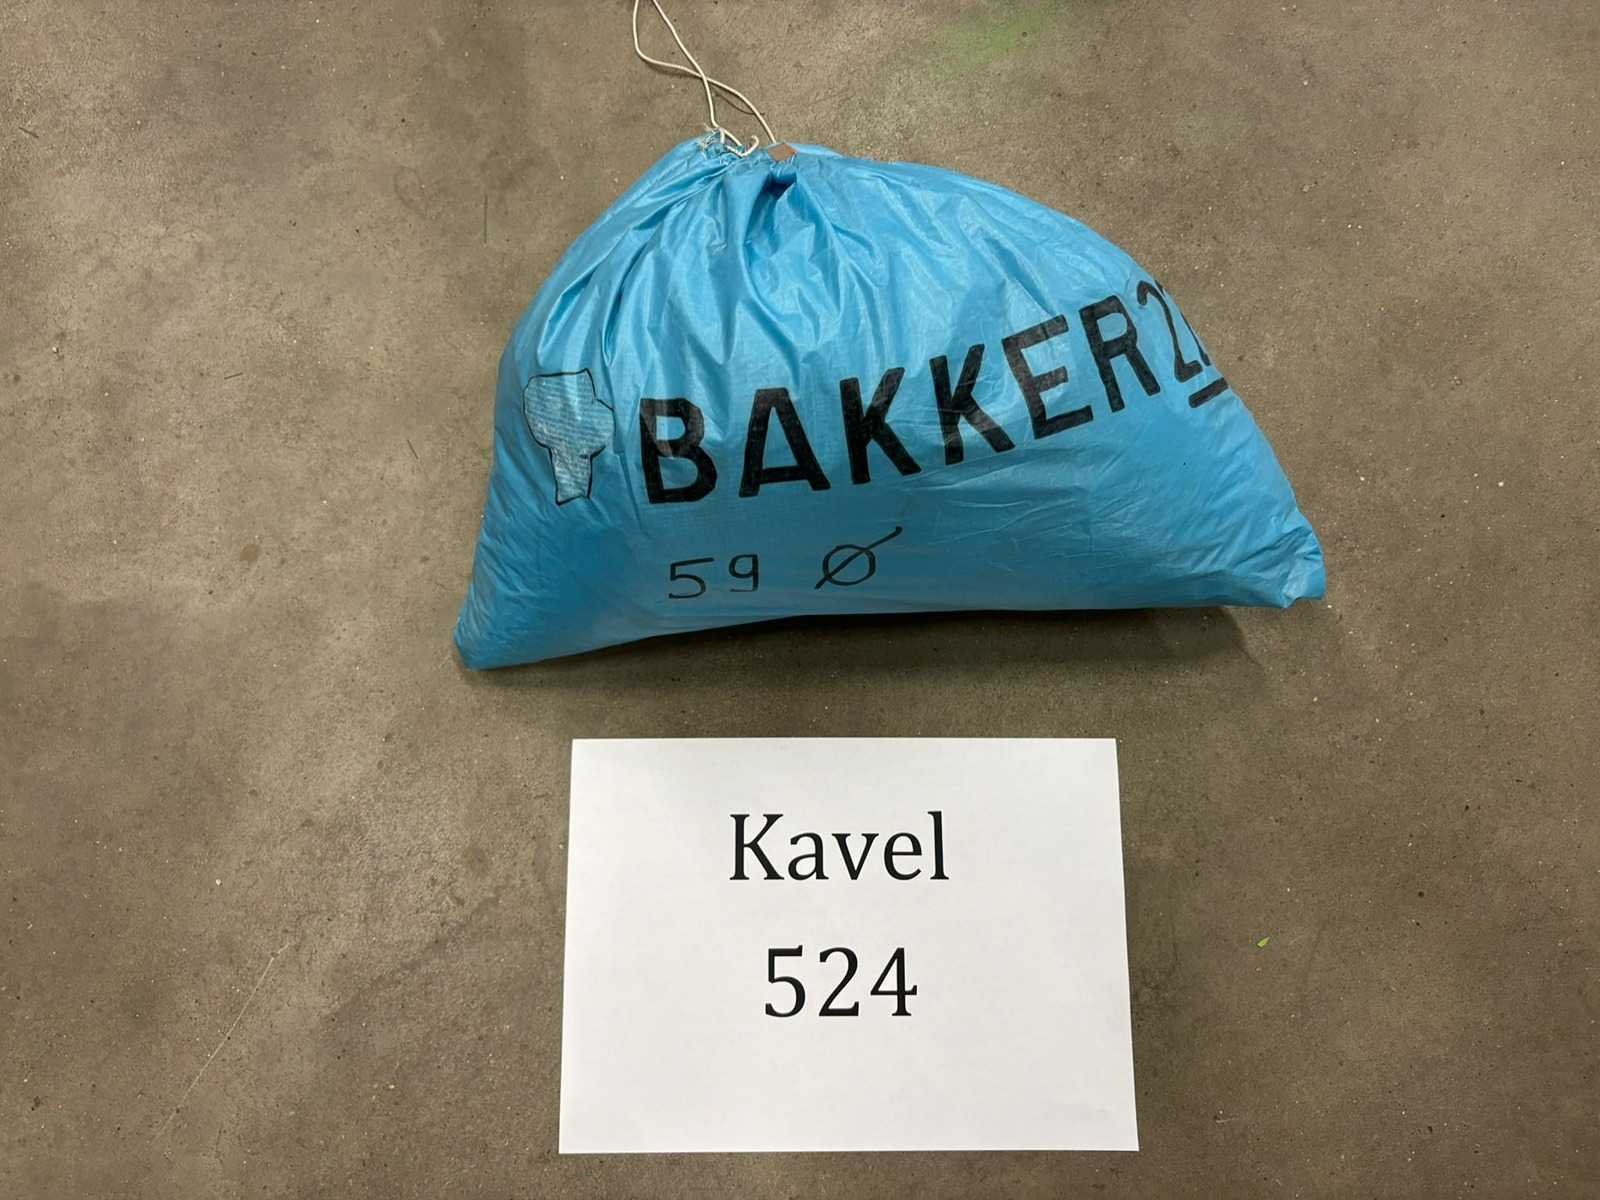 BAKKER
59 Ø
Kavel
524